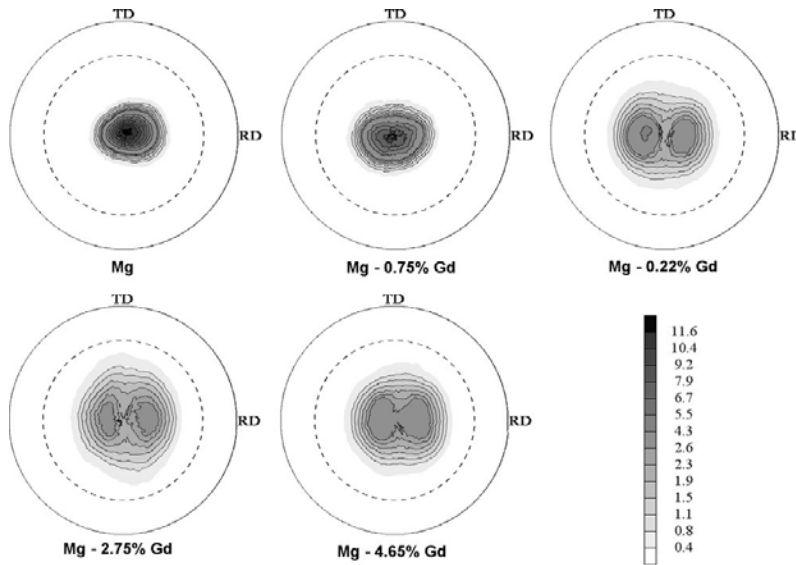 TD
TD
TD
RD
RI
Mg
Mg - 0.75% Gd
Mg - 0.22% Gd
TD
TD
RD
Mg - 2.75% Gd
Mg - 4.65% Gd
11.6
10.4
9.2
7.9
6.7
5.5
4.3
2.6
2.3
1.9
1.5
1.1
0.8
0.4